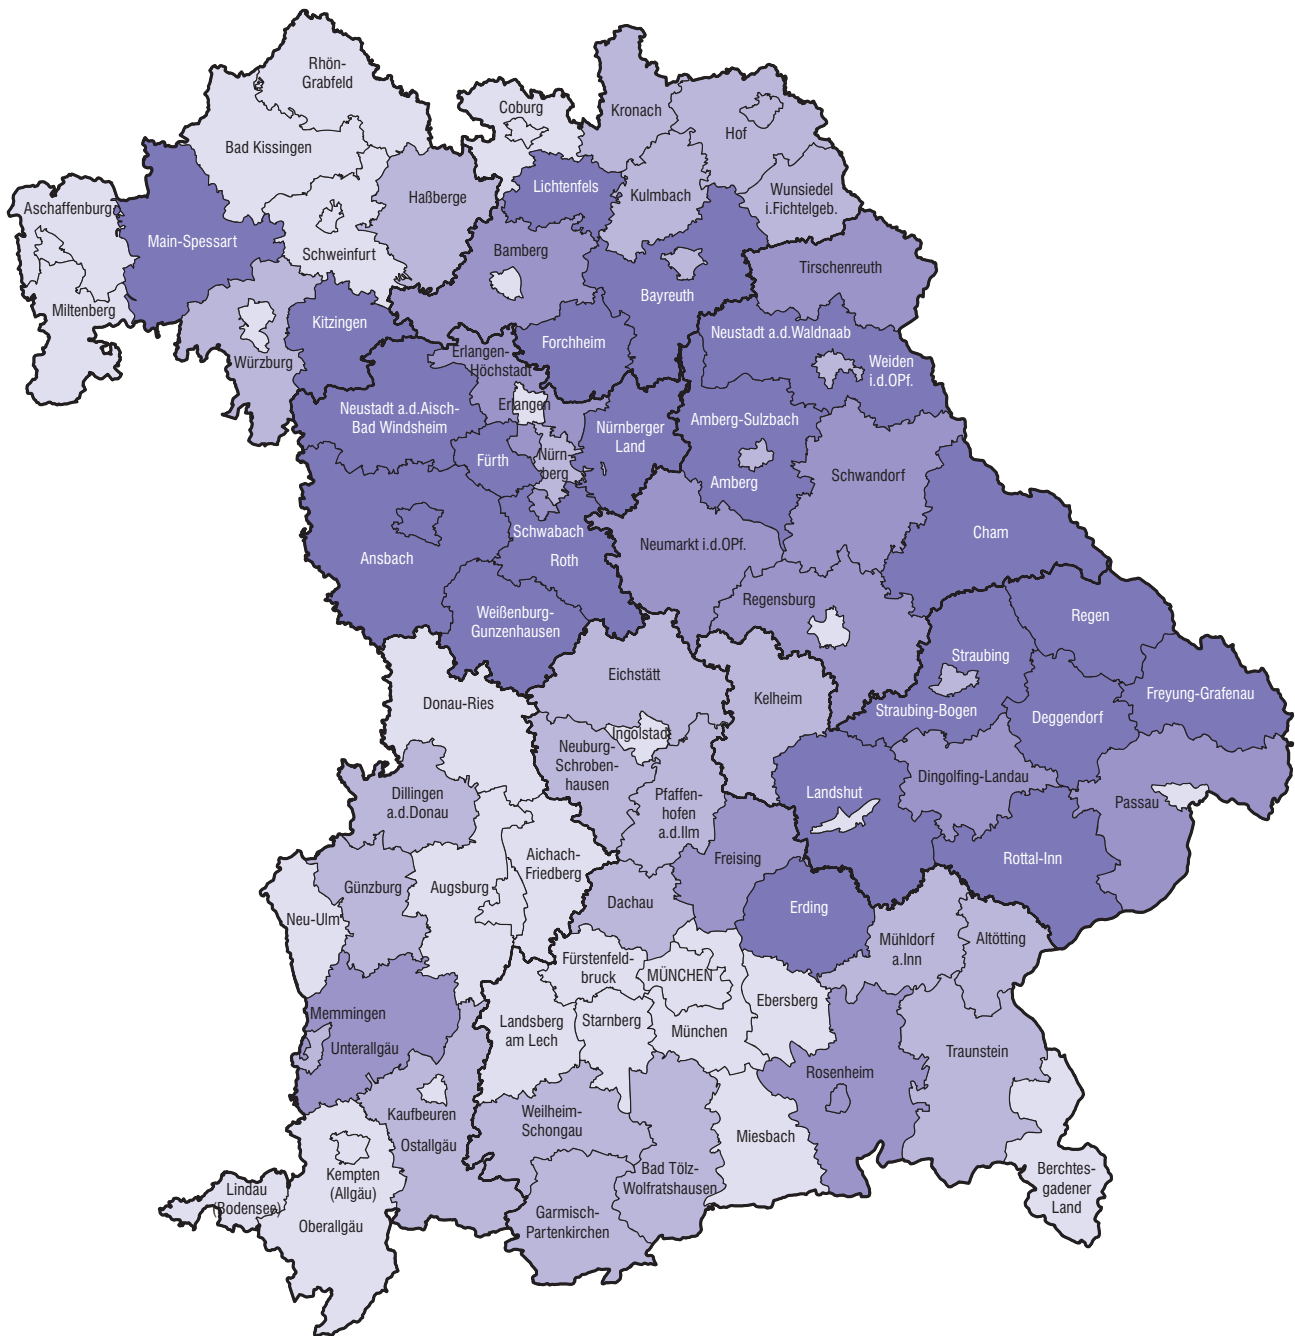 Rhön-
Grabfeld
Coburg
Kronach
Hof
Bad Kissingen
Lichtenfels
Kulmbach
Wunsiedel
i.Fichtelgeb.
Haßberge
Aschaffenburg
Main-Spessart
Schweinfurt
Bamberg
Tirschenreuth
Bayreuth
Miltenberg
Kitzingen
Forchheim
Neustadt a.d.Waldnaab
Würzburg
Erlangen-
Höchstadt
Weiden
i.d.OPf.
Erlangen
Neustadt a.d.Aisch-
Bad Windsheim
Nürnberger
Land
Amberg-Sulzbach
Fürth
Nürn-
berg
Amberg
Schwandorf
Schwabach
Roth
Ansbach
Neumarkt i.d.OPf.
Cham
Regensburg
Weißenburg-
Gunzenhausen
Regen
Straubing
Eichstätt
Donau-Ries
Kelheim
Straubing-Bogen
Deggendorf
Freyung-Grafenau
Ingolstadt
Neuburg-
Schroben-
hausen
Dingolfing-Landau
Dillingen
a.d.Donau
Pfaffen-
hofen
a.d.Ilm
Landshut
Passau
Aichach-
Friedberg
Freising
Rottal-Inn
Günzburg
Augsburg
Dachau
Erding
Neu-Ulm
Mühldorf
a.Inn
Altötting
Fürstenfeld-
bruck
MÜNCHEN
Ebersberg
Memmingen
Landsberg
am Lech
Starnberg
München
Unterallgäu
Traunstein
Rosenheim
Kaufbeuren
Weilheim-
Schongau
Miesbach
Ostallgäu
Kempten
(Allgäu)
Bad Tölz-
Wolfratshausen
Berchtes-
gadener
Land
Lindau
(Bodensee)
Oberallgäu
Garmisch-
Partenkirchen